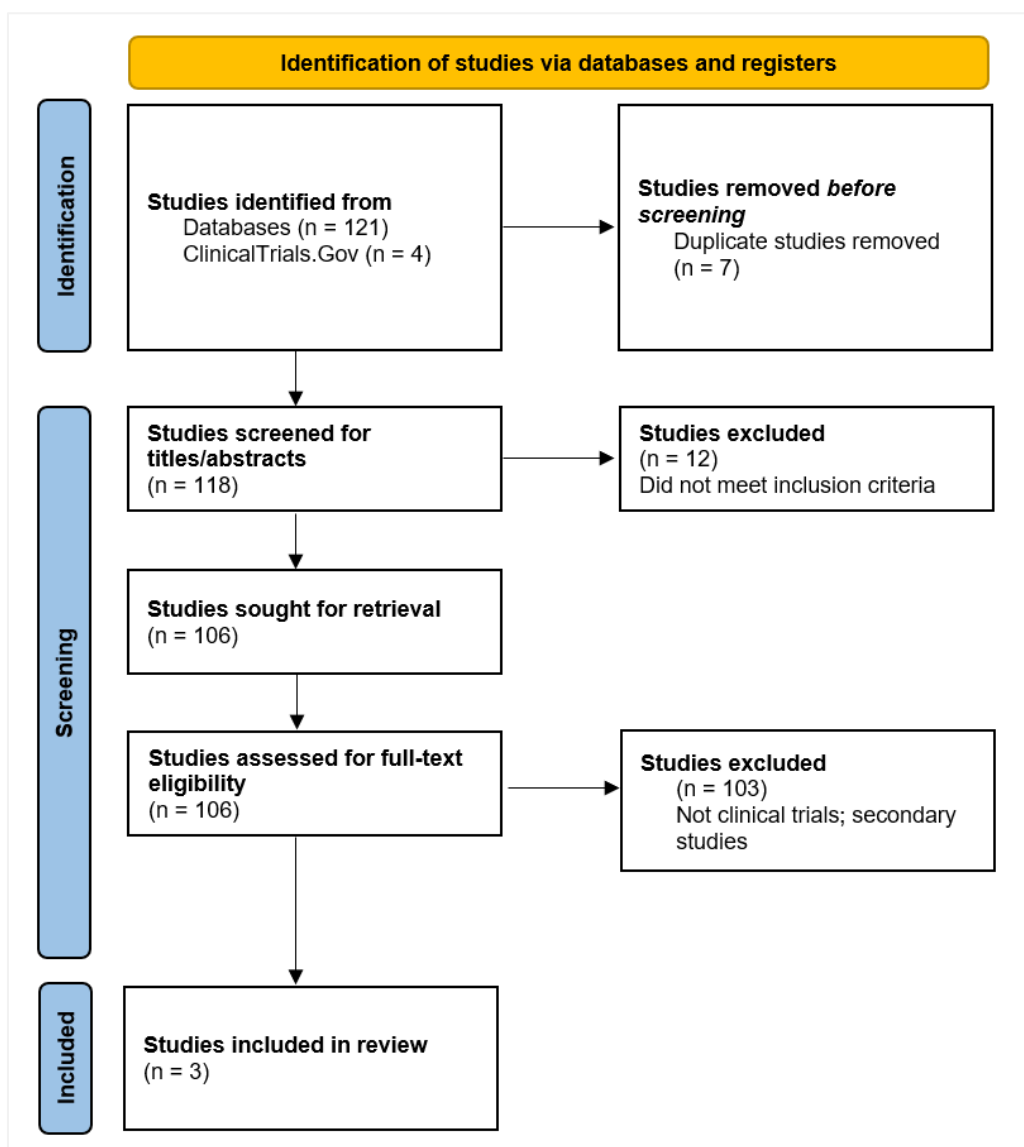 Identification of studies via databases and registers
Identification
Studies identified from
Databases (n = 121)
ClinicalTrials.Gov (n = 4)
Studies removed before
screening
Duplicate studies removed
(n = 7)
Screening
Studies screened for
titles/abstracts
(n = 118)
Studies excluded
(n = 12)
Did not meet inclusion criteria
Studies sought for retrieval
(n = 106)
Studies assessed for full-text
eligibility
(n = 106)
Studies excluded
(n = 103)
Not clinical trials; secondary
studies
Included
Studies included in review
(n = 3)